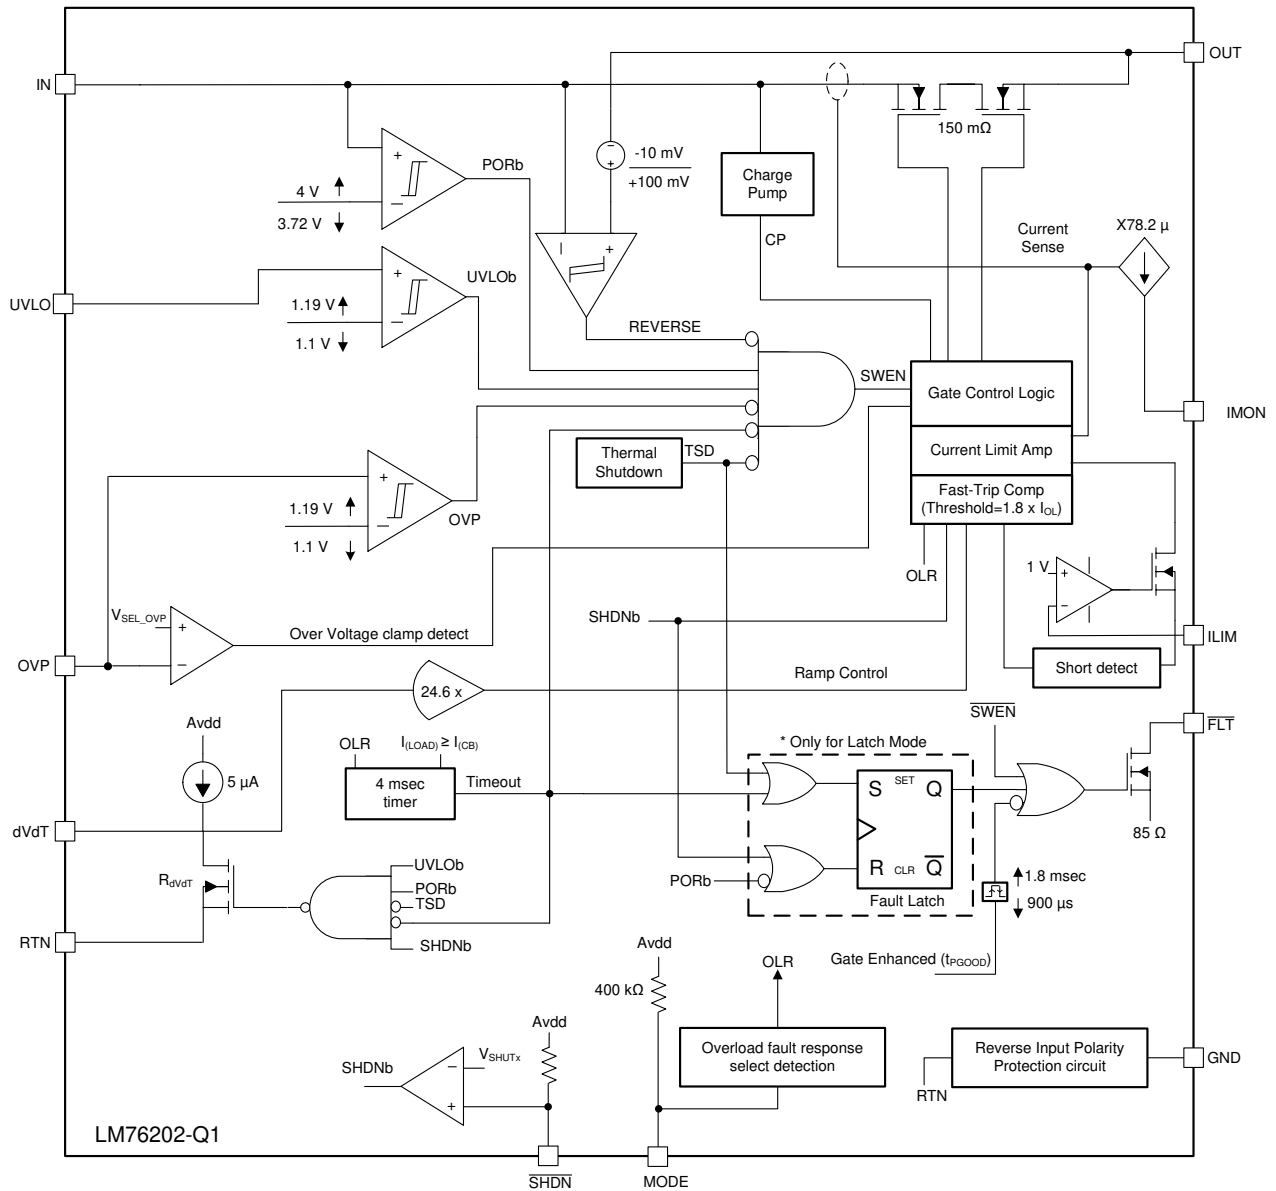 OUT
IN
150 mΩ
-10 mV
+100 mV
PORb
Charge
Pump
4 V
3.72 V
CP
Current
Sense
X78.2 µ
UVLO
UVLOb
1.19 V
1.1 V
REVERSE
SWEN
Gate Control Logic
IMON
Thermal
Shutdown
TSD
Current Limit Amp
Fast-Trip Comp
(Threshold=1.8 x IOL)
1.19 V
1.1 V
OVP
OLR
1 V
VSEL_OVP
SHDNb
Over Voltage clamp detect
ILIM
OVP
Short detect
Ramp Control
24.6 x
SWEN
FLT
Avdd
OLR
I(LOAD) ≥ I(CB)
* Only for Latch Mode
5 µA
4 msec
timer
Timeout
S
SET
Q
dVdT
85 Ω
RdVdT
UVLOb
PORb
TSD
SHDNb
PORb
R
CLR
Q
Fault Latch
1.8 msec
900 µs
RTN
Avdd
OLR
Gate Enhanced (tPGOOD)
400 kΩ
Avdd
SHDNb
VSHUTx
Overload fault response
select detection
Reverse Input Polarity
Protection circuit
GND
RTN
LM76202-Q1
SHDN
MODE
+
−
+
−
−
+
+
−
+
−
+
−
+
−
−
+